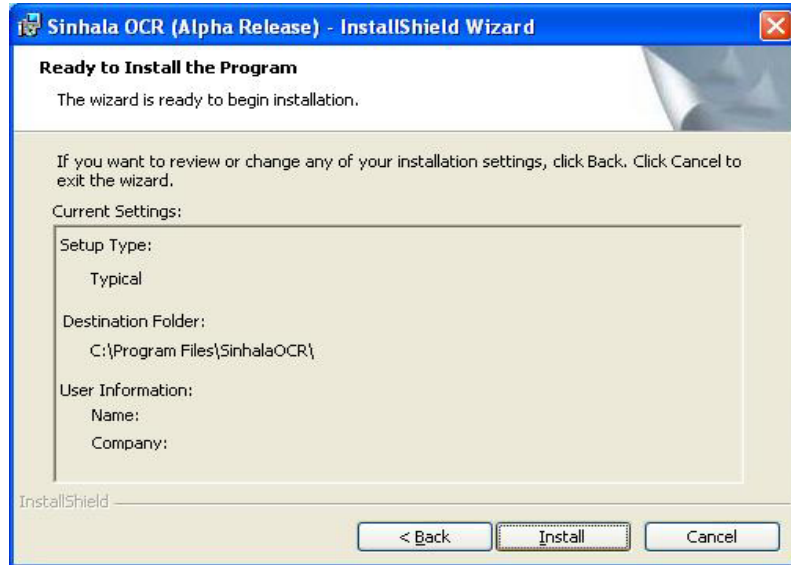 Sinhala OCR (Alpha Release) - InstallShield Wizard
Ready to Install the Program
The wizard is ready to begin installation.
If you want to review or change any of your installation settings, click Back. Click Cancel to
exit the wizard.
Current Settings:
Setup Type:
Typical
Destination Folder:
C:\Program Files\SinhalaOCR\
User Information:
Name:
Company:
InstallShield
< Back
Install
Cancel